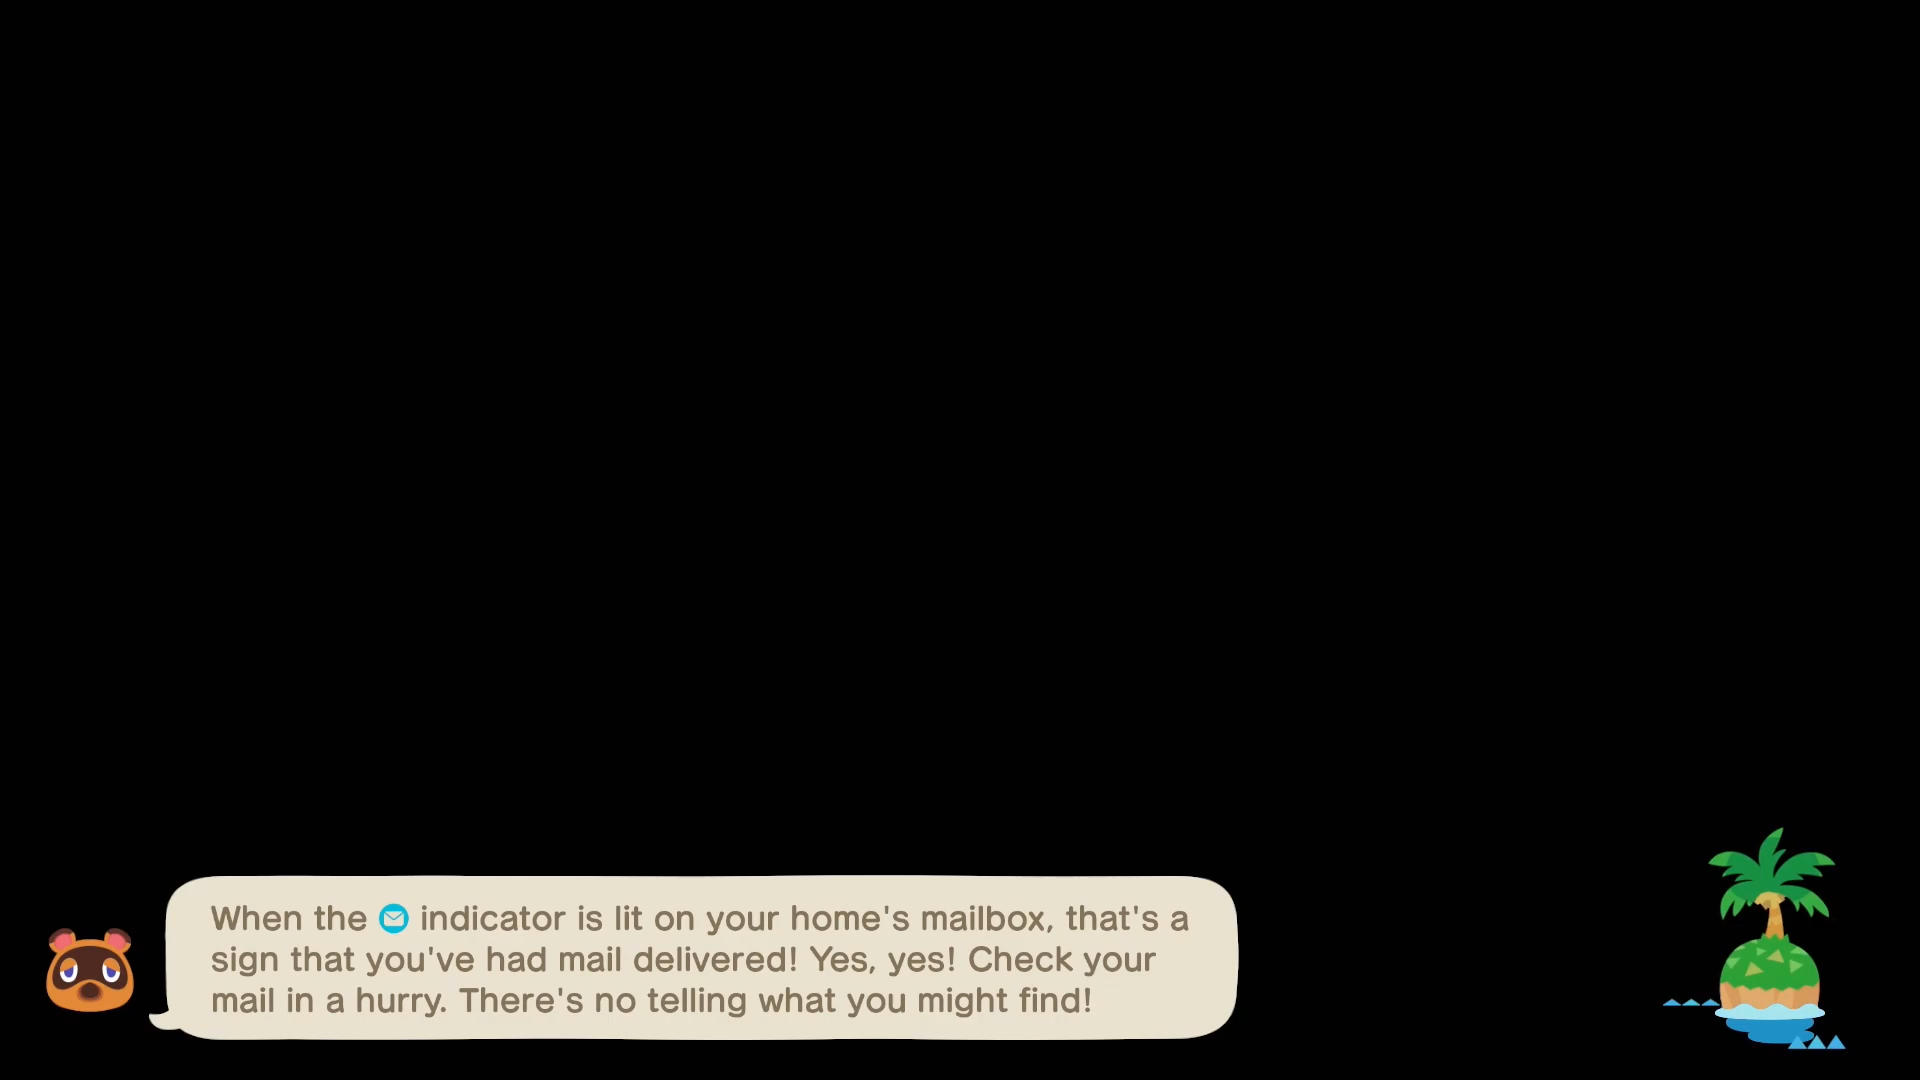 When the indicator is lit on your home's mailbox, that's a
sign that you've had mail delivered! Yes, yes! Check your
mail in a hurry. There's no telling what you might find!